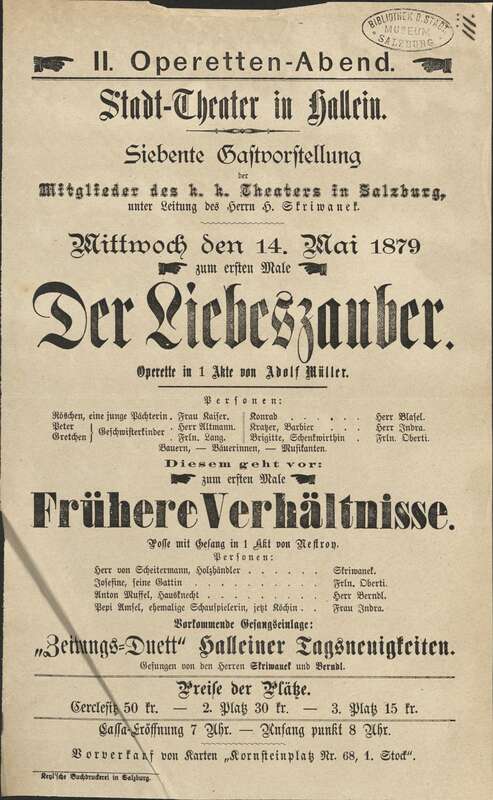 BIBLIOTHEK D. STADT
MUSEUM
SALZBURG
II. Operetten-Abend.
Stadt-Theater in Hallein.
Siebente Gastvorstellung
der
Mitglieder des k. k. Theaters in Salzburg,
unter Leitung des Herrn H. Skriwanek.
Mittwoch den 14. Mai 1879
zum ersten Male
Der Liebeszauber.
Operette in 1 Akte von Adolf Müller.
Personen:
Röschen, eine junge Pächterin . Frau Kaiser.
Peter } Geschwisterkinder . Herr Altmann.
Gretchen . Frln. Lang.
Konrad . . . . . . Herr Blasel.
Kratzer, Barbier . . . Herr Indra.
Brigitte, Schenkwirthin . Frln. Oberti.
Bauern, — Bäuerinnen, — Musikanten.
Diesem geht vor:
zum ersten Male
Frühere Verhältnisse.
Posse mit Gesang in 1 Akt von Nestroy.
Personen:
Herr von Scheitermann, Holzhändler . . . . . . Skriwanek.
Josefine, seine Gattin . . . . . . . . Frln. Oberti.
Anton Muffel, Hausknecht . . . . . . . Herr Berndl.
Pepi Amsel, ehemalige Schauspielerin, jetzt Köchin . . Frau Indra.
Vorkommende Gesangseinlage:
„Zeitungs-Duett“ Halleiner Tagsneuigkeiten.
Gesungen von den Herren Skriwanek und Berndl.
Preise der Plätze.
Cerclesitz 50 kr. — 2. Platz 30 kr. — 3. Platz 15 kr.
Cassa-Eröffnung 7 Uhr. — Anfang punkt 8 Uhr.
Vorverkauf von Karten „Kornsteinplatz Nr. 68, 1. Stock“.
Keyl'sche Buchdruckerei in Salzburg.